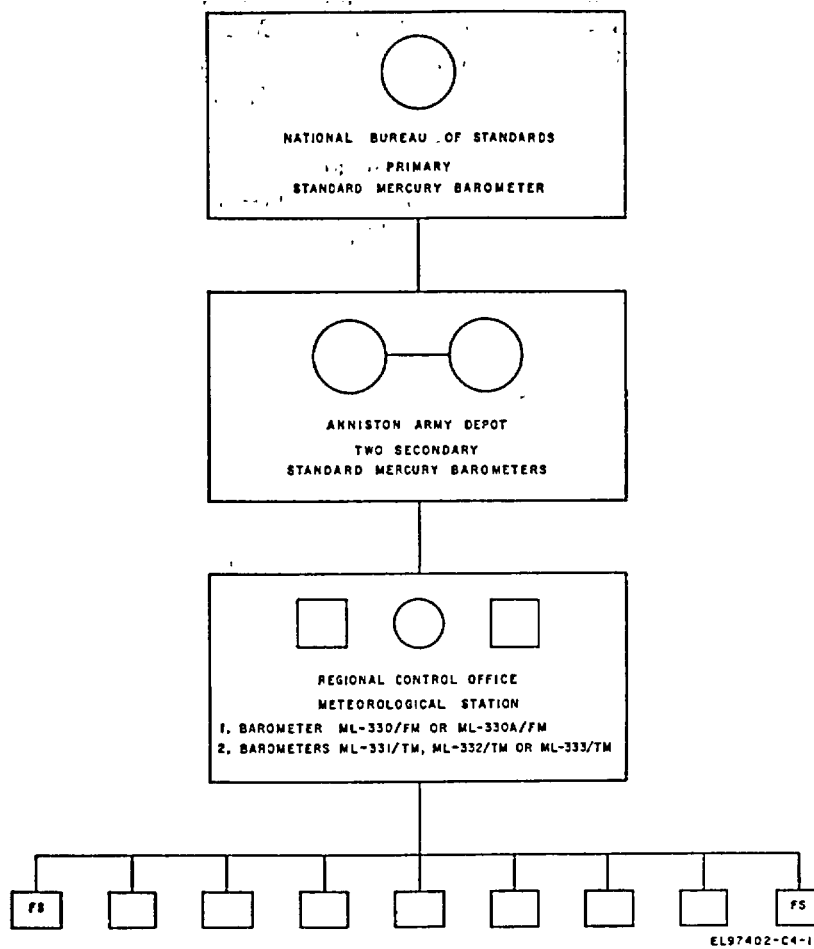 NATIONAL BUREAU OF STANDARDS
PRIMARY
STANDARD MERCURY BAROMETER
ANNISTON ARMY DEPOT
TWO SECONDARY
STANDARD MERCURY BAROMETERS
REGIONAL CONTROL OFFICE
METEOROLOGICAL STATION
1. BAROMETER ML-330/FM OR ML-330A/FM
2. BAROMETERS ML-331/TM, ML-332/TM OR ML-333/TM
FS FS
EL97402-C4-1